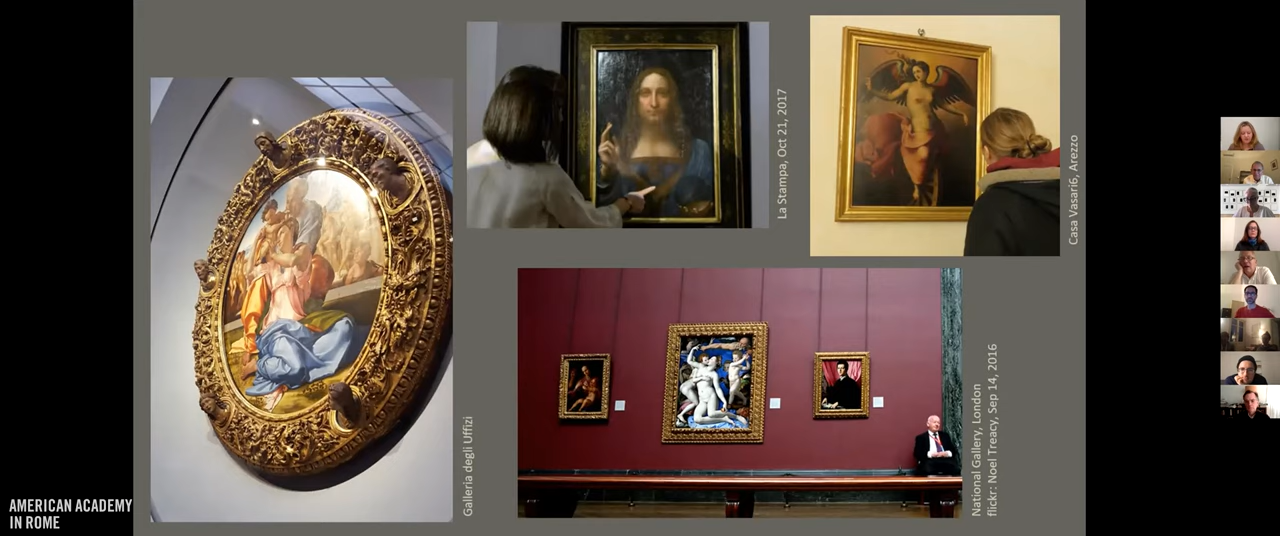 La Stampa, Oct 21, 2017
Casa Vasari6, Arezzo
Galleria degli Uffizi
National Gallery, London
flickr: Noel Treacy, Sep 14, 2016
AMERICAN ACADEMY
IN ROME